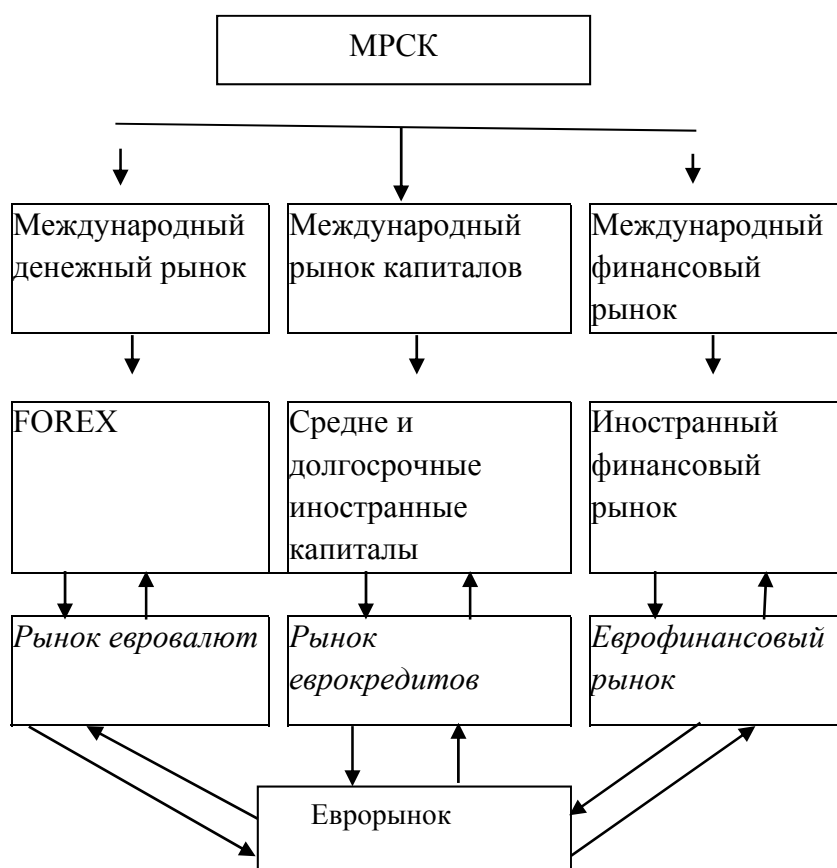 МРСК
Международный
денежный рынок
Международный
рынок капиталов
Международный
финансовый
рынок
FOREX
Средне и
долгосрочные
иностранные
капиталы
Иностранный
финансовый
рынок
Рынок евровалют
Рынок
еврокредитов
Еврофинансовый
рынок
Еврорынок